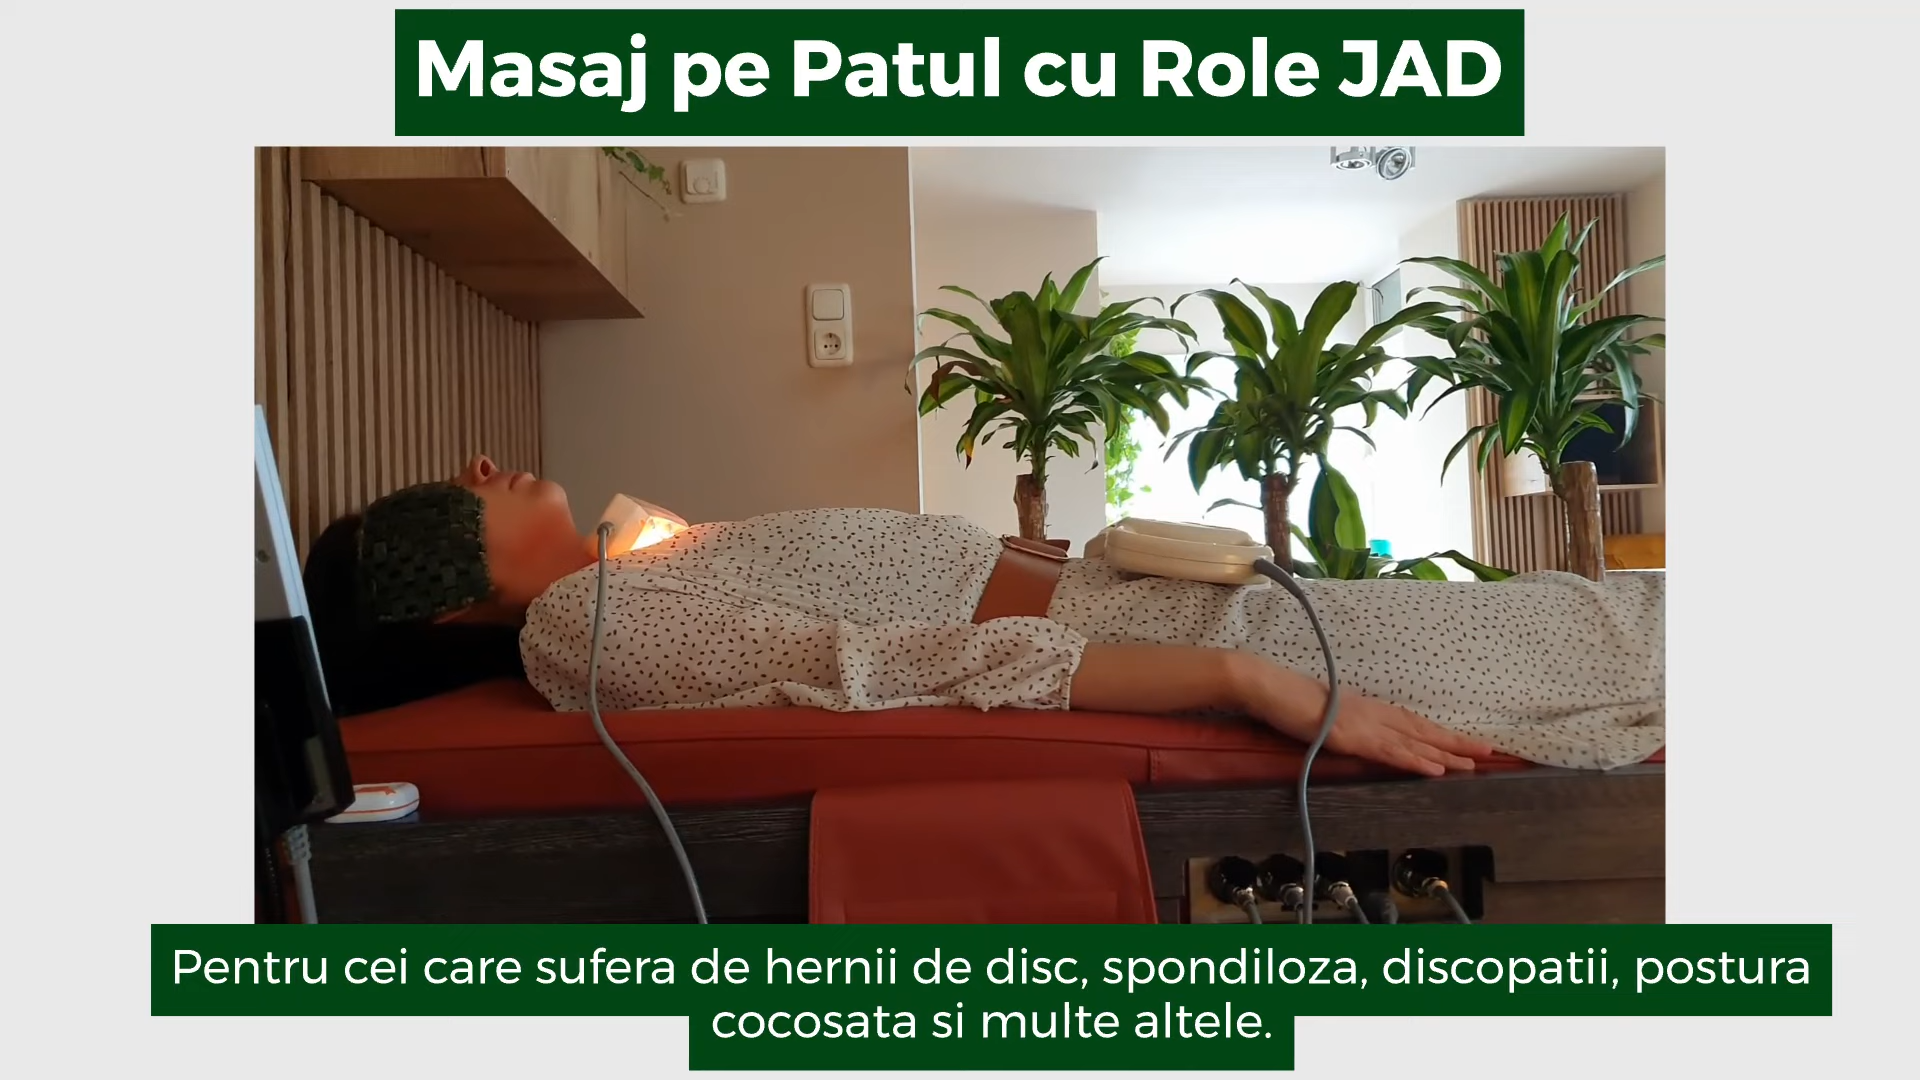 Masaj pe Patul cu Role JAD
Pentru cei care sufera de hernii de disc, spondiloza, discopatii, postura
cocosata si multe altele.